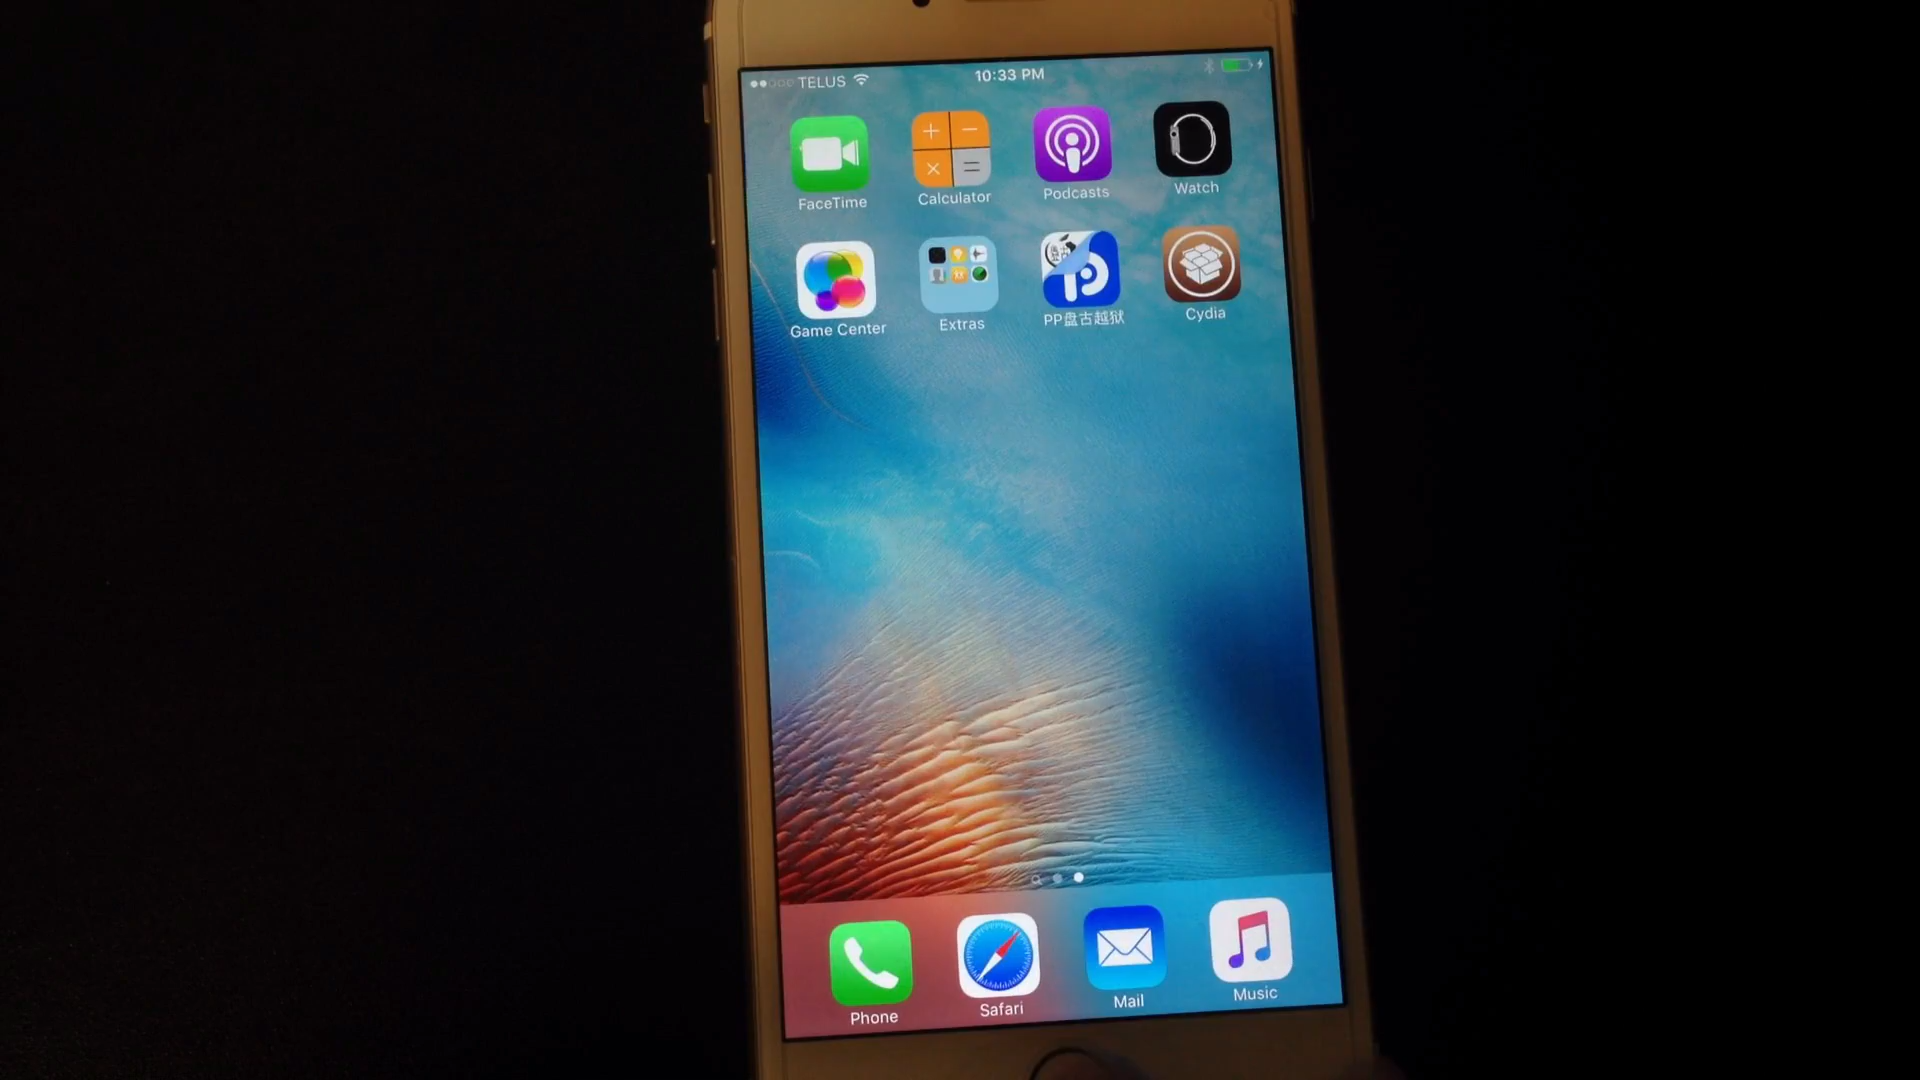 TELUS 10:33 PM
FaceTime Calculator Podcasts Watch
Game Center Extras PP盘古越狱 Cydia
Phone Safari Mail Music